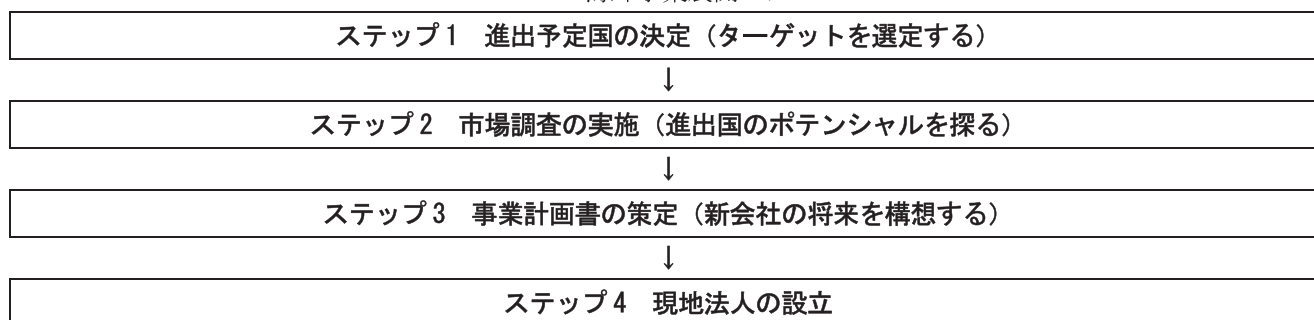 ステップ1 進出予定国の決定（ターゲットを選定する）
↓
ステップ2 市場調査の実施（進出国のポテンシャルを探る）
↓
ステップ3 事業計画書の策定（新会社の将来を構想する）
↓
ステップ4 現地法人の設立